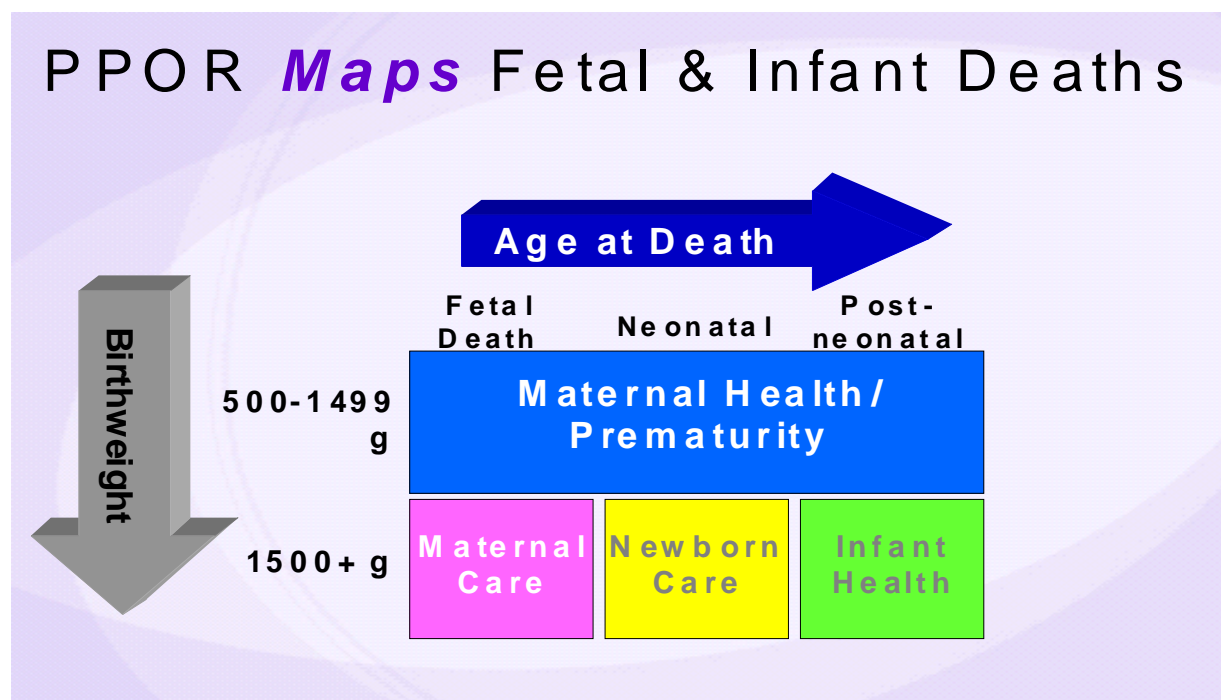 PPOR Maps Fetal & Infant Deaths
Age at Death
Birthweight
Fetal
Death
Neonatal
Post-
neonatal
500-1499
g
Maternal Health/
Prematurity
1500+ g
Maternal
Care
Newborn
Care
Infant
Health